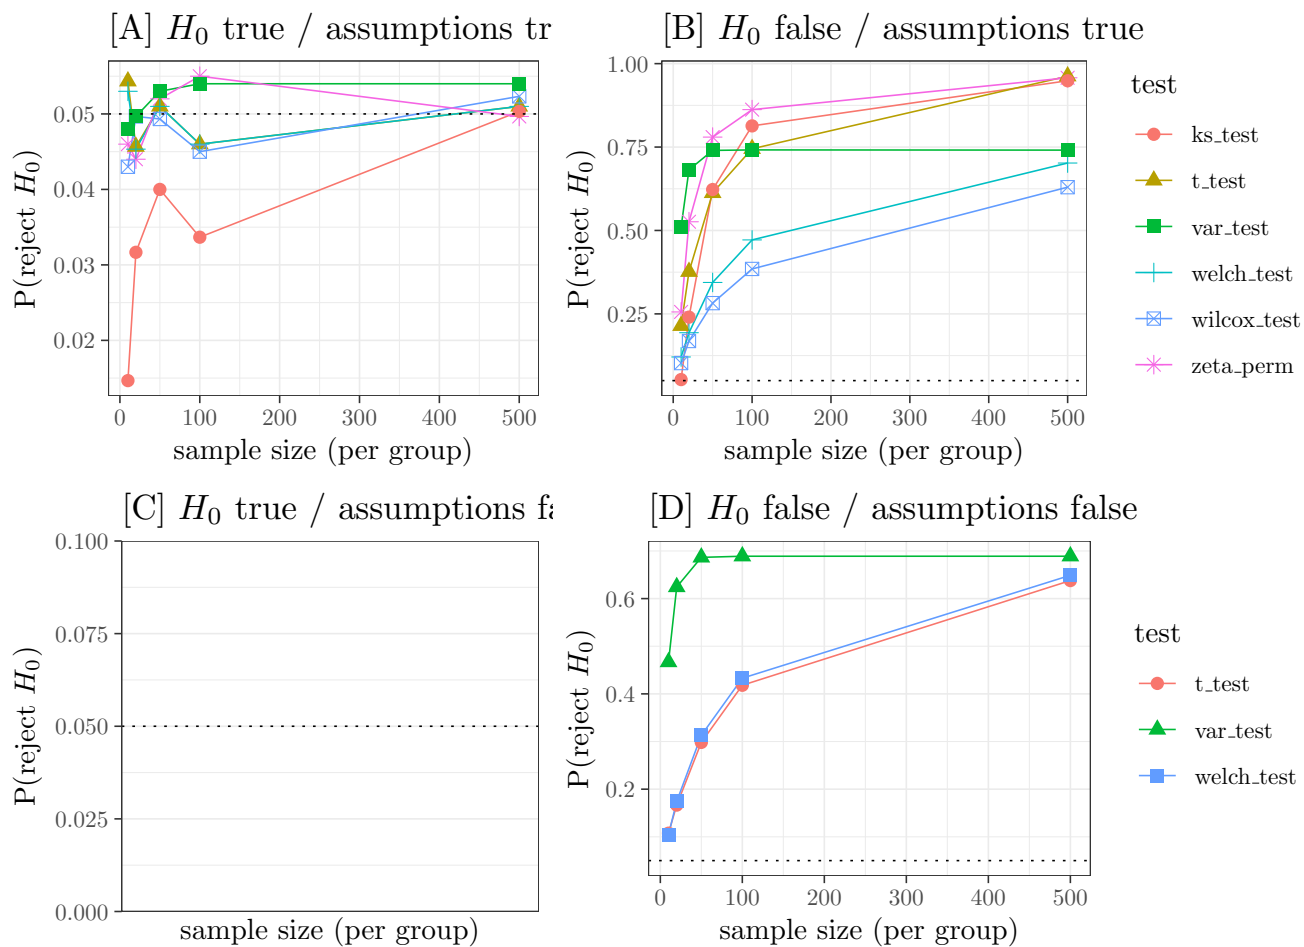 [A] H0 true / assumptions tr
P(reject H0)
0.05
0.04
0.03
0.02
0 100 200 300 400 500
sample size (per group)
[B] H0 false / assumptions true
P(reject H0)
1.00
0.75
0.50
0.25
0 100 200 300 400 500
sample size (per group)
test
ks_test
t_test
var_test
welch_test
wilcox_test
zeta_perm
[C] H0 true / assumptions fa
P(reject H0)
0.100
0.075
0.050
0.025
0.000
sample size (per group)
[D] H0 false / assumptions false
P(reject H0)
0.6
0.4
0.2
0 100 200 300 400 500
sample size (per group)
test
t_test
var_test
welch_test